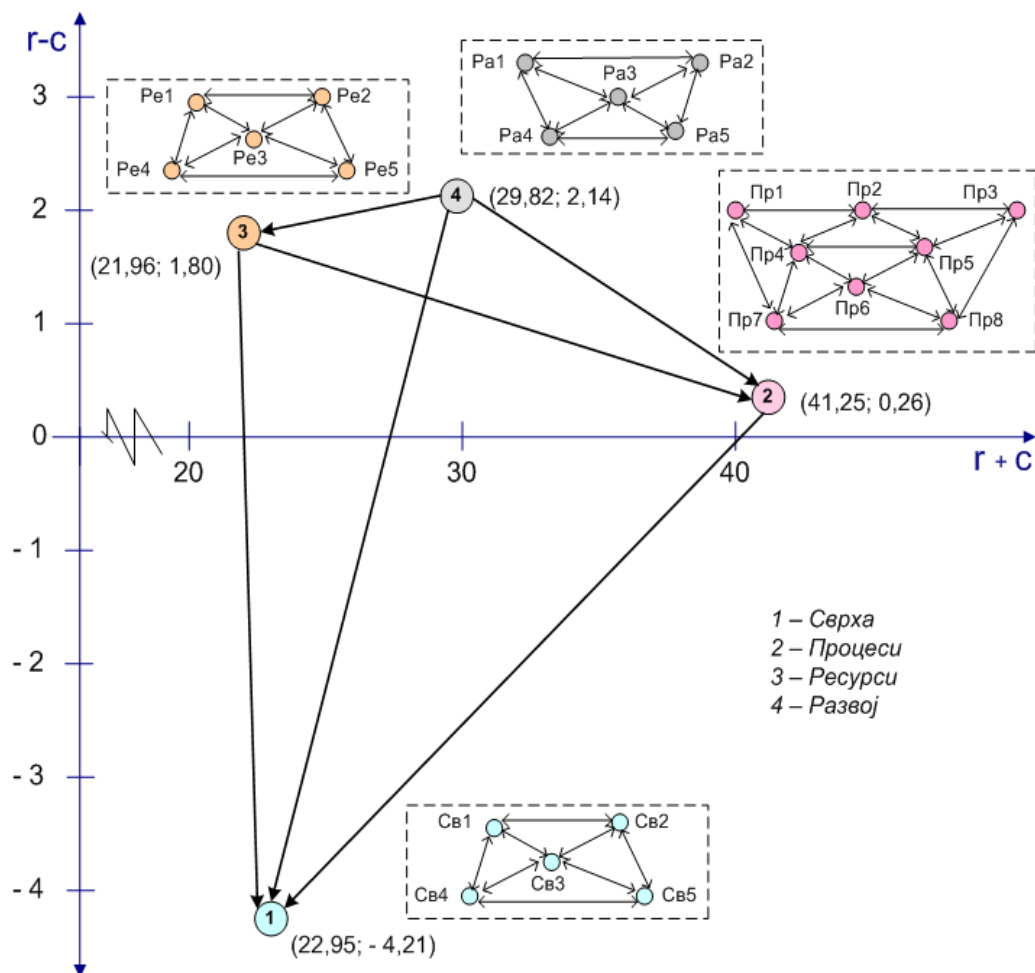 r-c
3
2
1
0
- 1
- 2
- 3
- 4
20
30
40
r + c
Ре1
Ре2
Ре3
Ре4
Ре5
Ра1
Ра2
Ра3
Ра4
Ра5
Пр1
Пр2
Пр3
Пр4
Пр5
Пр6
Пр7
Пр8
4
(29,82; 2,14)
3
(21,96; 1,80)
2
(41,25; 0,26)
1 – Сврха
2 – Процеси
3 – Ресурси
4 – Развој
Св1
Св2
Св3
Св4
Св5
1
(22,95; - 4,21)